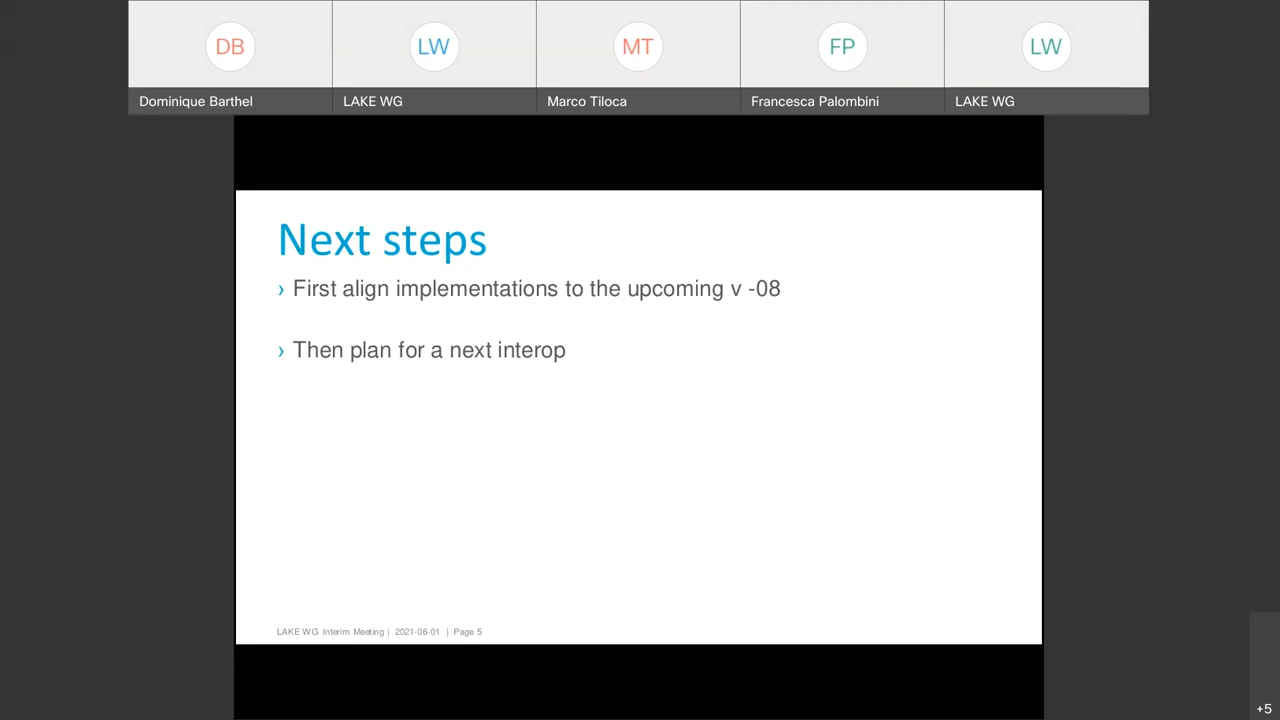 DB
LW
MT
FP
LW
Dominique Barthel
LAKE WG
Marco Tiloca
Francesca Palombini
LAKE WG
Next steps
› First align implementations to the upcoming v -08
› Then plan for a next interop
LAKE WG Interim Meeting | 2021-06-01 | Page 5
+5